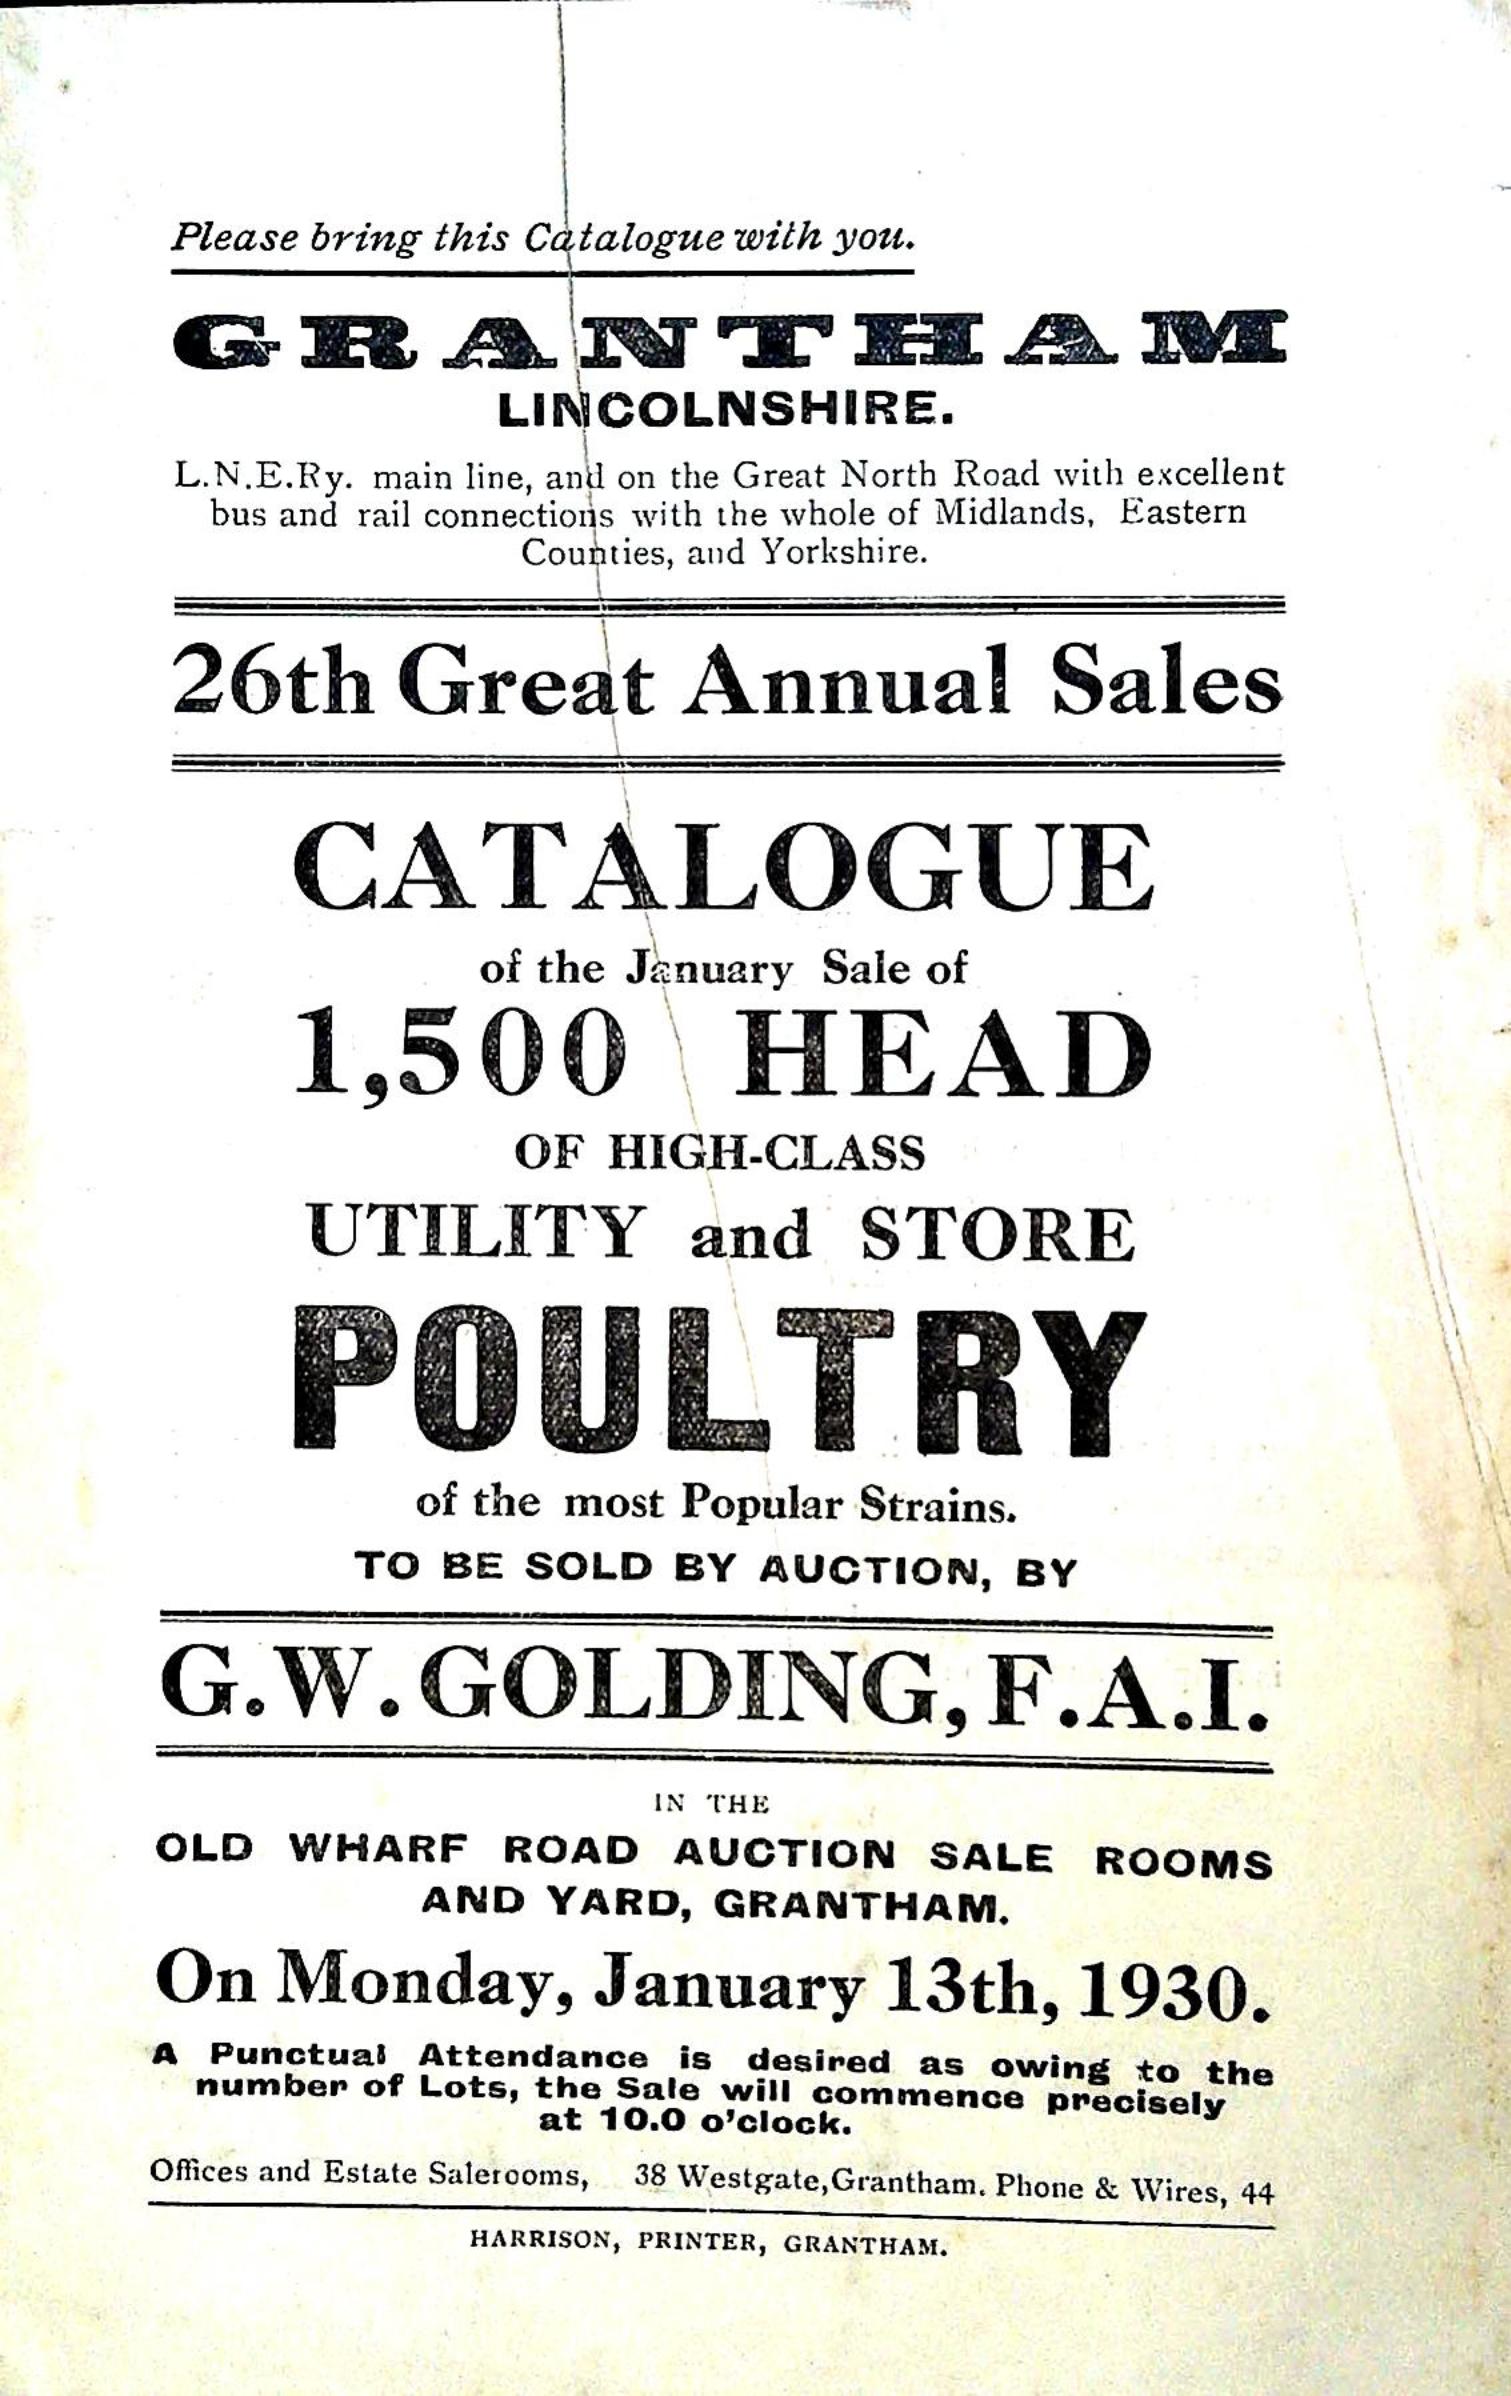 Please bring this Catalogue with you.
GRANTHAM
LINCOLNSHIRE.
L.N.E.Ry. main line, and on the Great North Road with excellent
bus and rail connections with the whole of Midlands, Eastern
Counties, and Yorkshire.
26th Great Annual Sales
CATALOGUE
of the January Sale of
1,500 HEAD
OF HIGH-CLASS
UTILITY and STORE
POULTRY
of the most Popular Strains.
TO BE SOLD BY AUCTION, BY
G.W. GOLDING, F.A.I.
IN THE
OLD WHARF ROAD AUCTION SALE ROOMS
AND YARD, GRANTHAM.
On Monday, January 13th, 1930.
A Punctual Attendance is desired as owing to the
number of Lots, the Sale will commence precisely
at 10.0 o'clock.
Offices and Estate Salerooms, 38 Westgate, Grantham. Phone & Wires, 44
HARRISON, PRINTER, GRANTHAM.